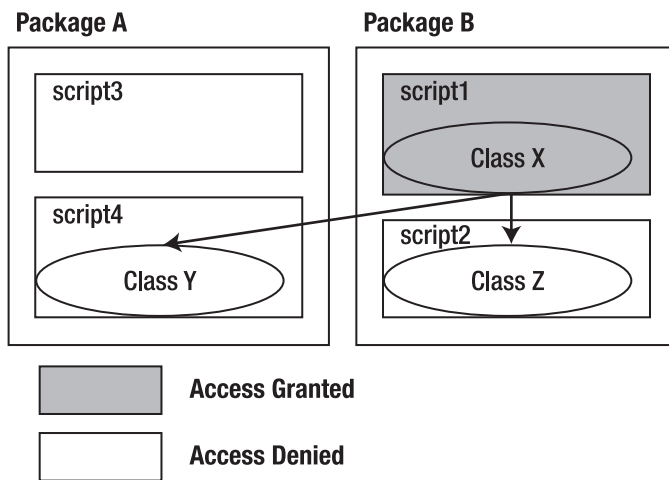 Package A
Package B
script3
script1
Class X
script4
script2
Class Y
Class Z
Access Granted
Access Denied